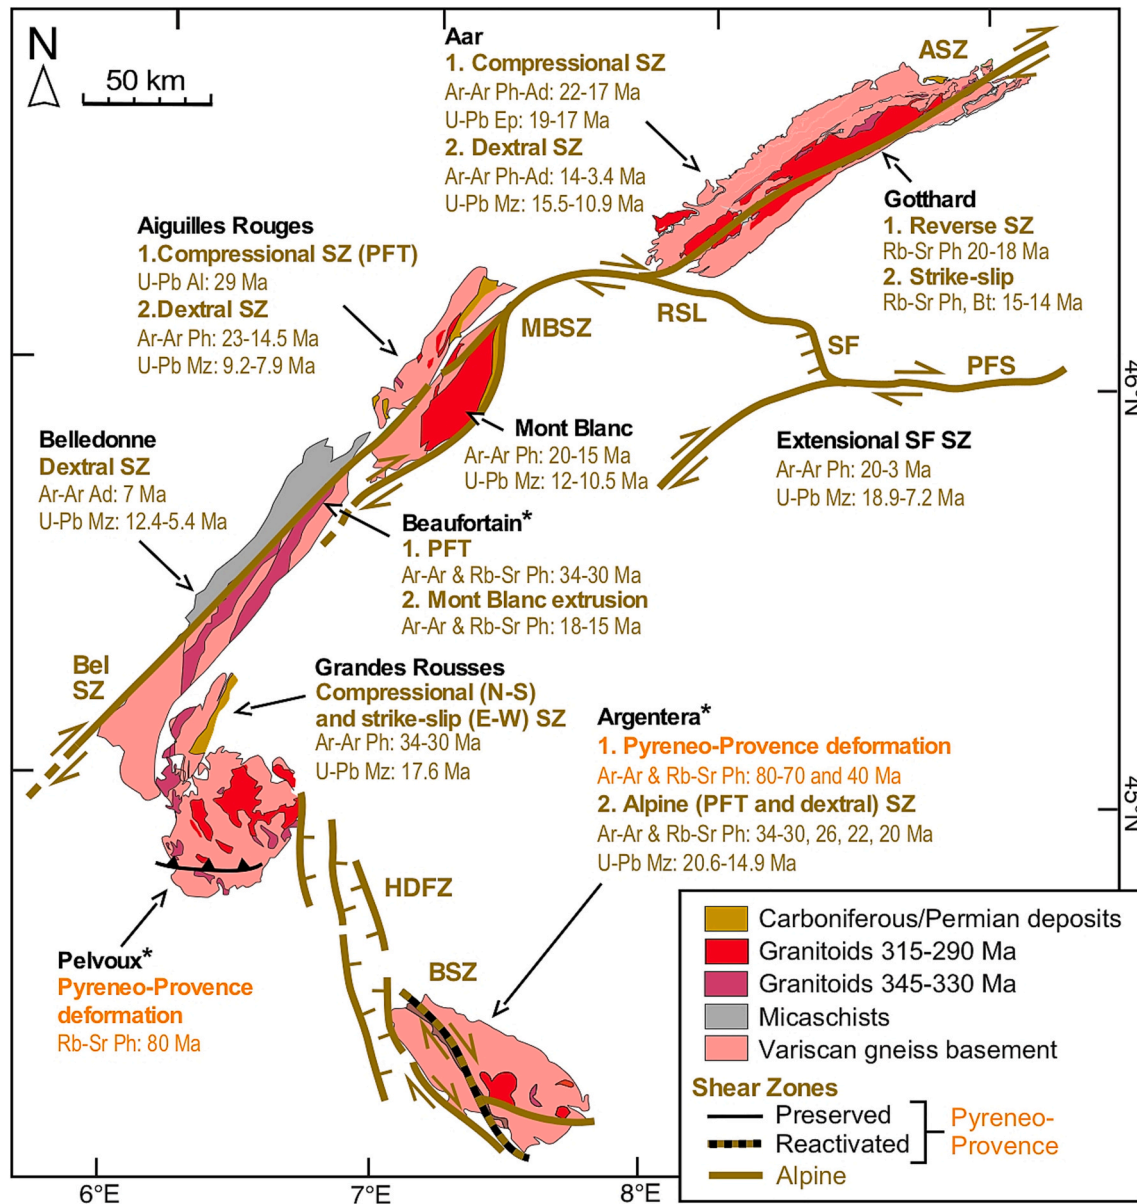 N
50 km
Aar
1. Compressional SZ
Ar-Ar Ph-Ad: 22-17 Ma
U-Pb Ep: 19-17 Ma
2. Dextral SZ
Ar-Ar Ph-Ad: 14-3.4 Ma
U-Pb Mz: 15.5-10.9 Ma
ASZ
Gotthard
1. Reverse SZ
Rb-Sr Ph 20-18 Ma
2. Strike-slip
Rb-Sr Ph, Bt: 15-14 Ma
Aiguilles Rouges
1.Compressional SZ (PFT)
U-Pb Al: 29 Ma
2.Dextral SZ
Ar-Ar Ph: 23-14.5 Ma
U-Pb Mz: 9.2-7.9 Ma
MBSZ
RSL
SF
PFS
46°N
Mont Blanc
Ar-Ar Ph: 20-15 Ma
U-Pb Mz: 12-10.5 Ma
Extensional SF SZ
Ar-Ar Ph: 20-3 Ma
U-Pb Mz: 18.9-7.2 Ma
Belledonne
Dextral SZ
Ar-Ar Ad: 7 Ma
U-Pb Mz: 12.4-5.4 Ma
Beaufortain*
1. PFT
Ar-Ar & Rb-Sr Ph: 34-30 Ma
2. Mont Blanc extrusion
Ar-Ar & Rb-Sr Ph: 18-15 Ma
Bel
SZ
Grandes Rousses
Compressional (N-S)
and strike-slip (E-W) SZ
Ar-Ar Ph: 34-30 Ma
U-Pb Mz: 17.6 Ma
Argentera*
1. Pyreneo-Provence deformation
Ar-Ar & Rb-Sr Ph: 80-70 and 40 Ma
2. Alpine (PFT and dextral) SZ
Ar-Ar & Rb-Sr Ph: 34-30, 26, 22, 20 Ma
U-Pb Mz: 20.6-14.9 Ma
45°N
HDFZ
BSZ
Pelvoux*
Pyreneo-Provence
deformation
Rb-Sr Ph: 80 Ma
Carboniferous/Permian deposits
Granitoids 315-290 Ma
Granitoids 345-330 Ma
Micaschists
Variscan gneiss basement
Shear Zones
Preserved
Reactivated
Pyreneo-
Provence
Alpine
6°E
7°E
8°E